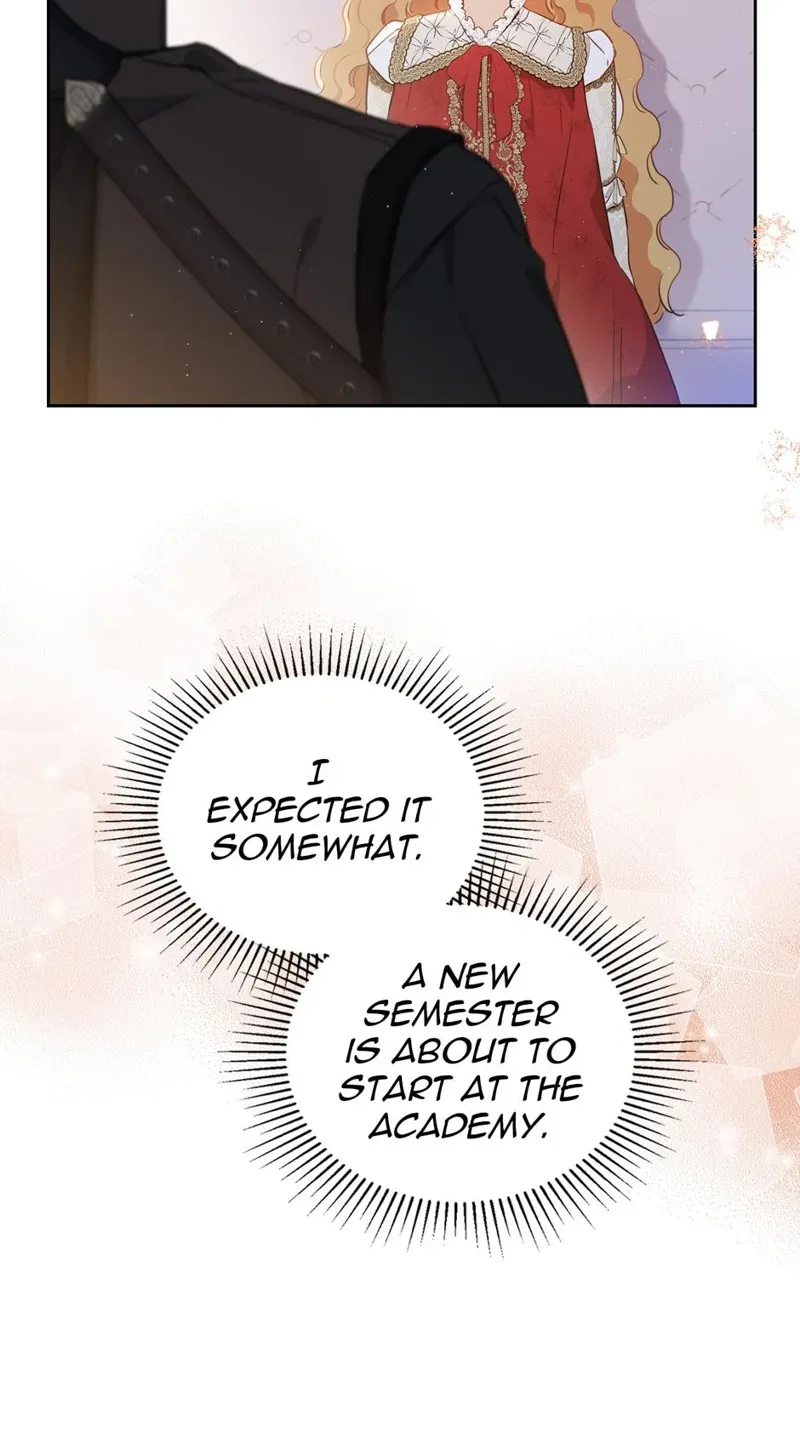 I
EXPECTED IT
SOMEWHAT.
A NEW
SEMESTER
IS ABOUT TO
START AT THE
ACADEMY.